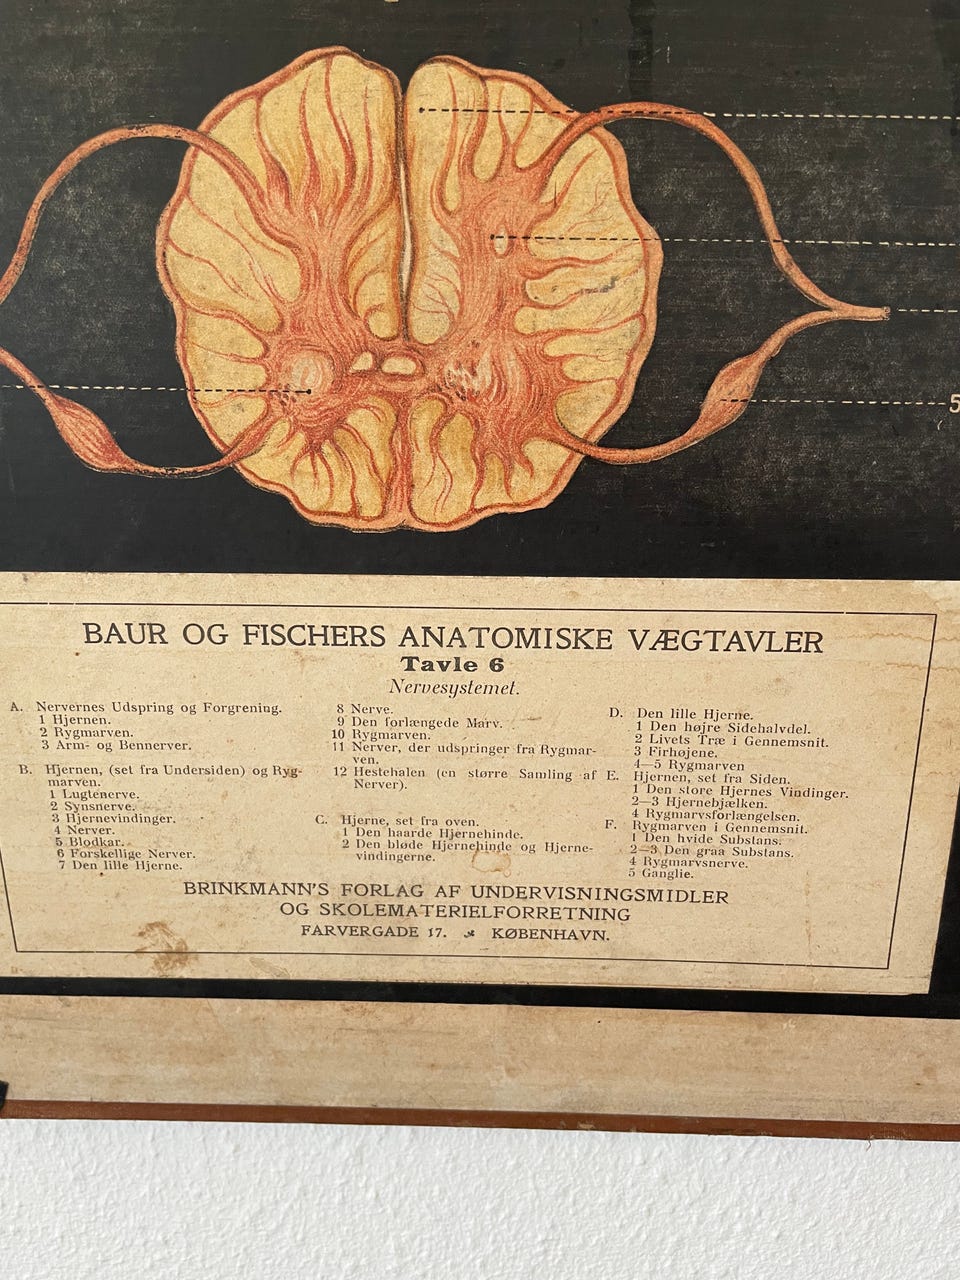 5
BAUR OG FISCHERS ANATOMISKE VÆGTAVLER
Tavle 6
Nervesystemet.
A. Nervernes Udspring og Forgrening.
1 Hjernen.
2 Rygmarven.
3 Arm- og Bennerver.
B. Hjernen, (set fra Undersiden) og Ryg-
marven.
1 Lugtenerve.
2 Synsnerve.
3 Hjernevindinger.
4 Nerver.
5 Blodkar.
6 Forskellige Nerver.
7 Den lille Hjerne.
8 Nerve.
9 Den forlængede Marv.
10 Rygmarven.
11 Nerver, der udspringer fra Rygmar-
ven.
12 Hestehalen (en større Samling af
Nerver).
C. Hjerne, set fra oven.
1 Den haarde Hjernehinde.
2 Den bløde Hjernehinde og Hjerne-
vindingerne.
D. Den lille Hjerne.
1 Den højre Sidehalvdel.
2 Livets Træ i Gennemsnit.
3 Firhøjene.
4—5 Rygmarven
E. Hjernen, set fra Siden.
1 Den store Hjernes Vindinger.
2—3 Hjernebjælken.
4 Rygmarvsforlængelsen.
F. Rygmarven i Gennemsnit.
1 Den hvide Substans.
2—3 Den graa Substans.
4 Rygmarvsnerve.
5 Ganglie.
BRINKMANN'S FORLAG AF UNDERVISNINGSMIDLER
OG SKOLEMATERIELFORRETNING
FARVERGADE 17. KØBENHAVN.